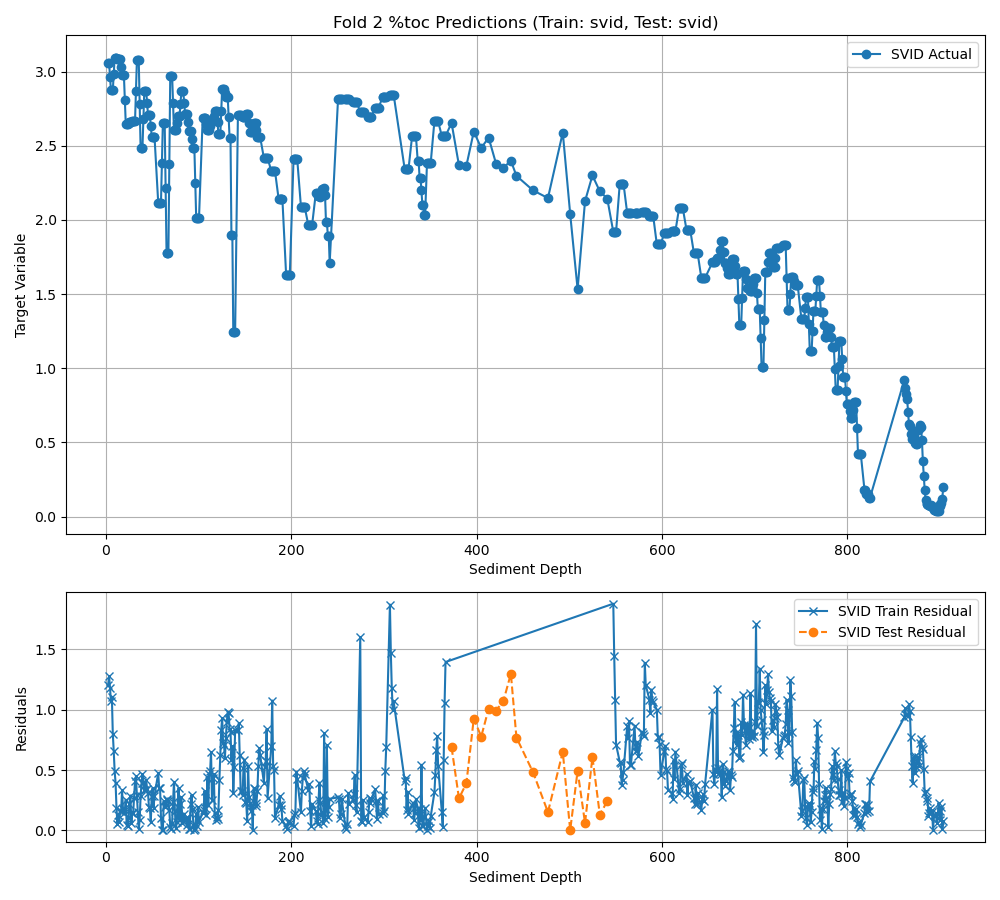 Fold 2 %toc Predictions (Train: svid, Test: svid)
SVID Actual
Target Variable
3.0
2.5
2.0
1.5
1.0
0.5
0.0
0 200 400 600 800
Sediment Depth
SVID Train Residual
SVID Test Residual
Residuals
1.5
1.0
0.5
0.0
0 200 400 600 800
Sediment Depth